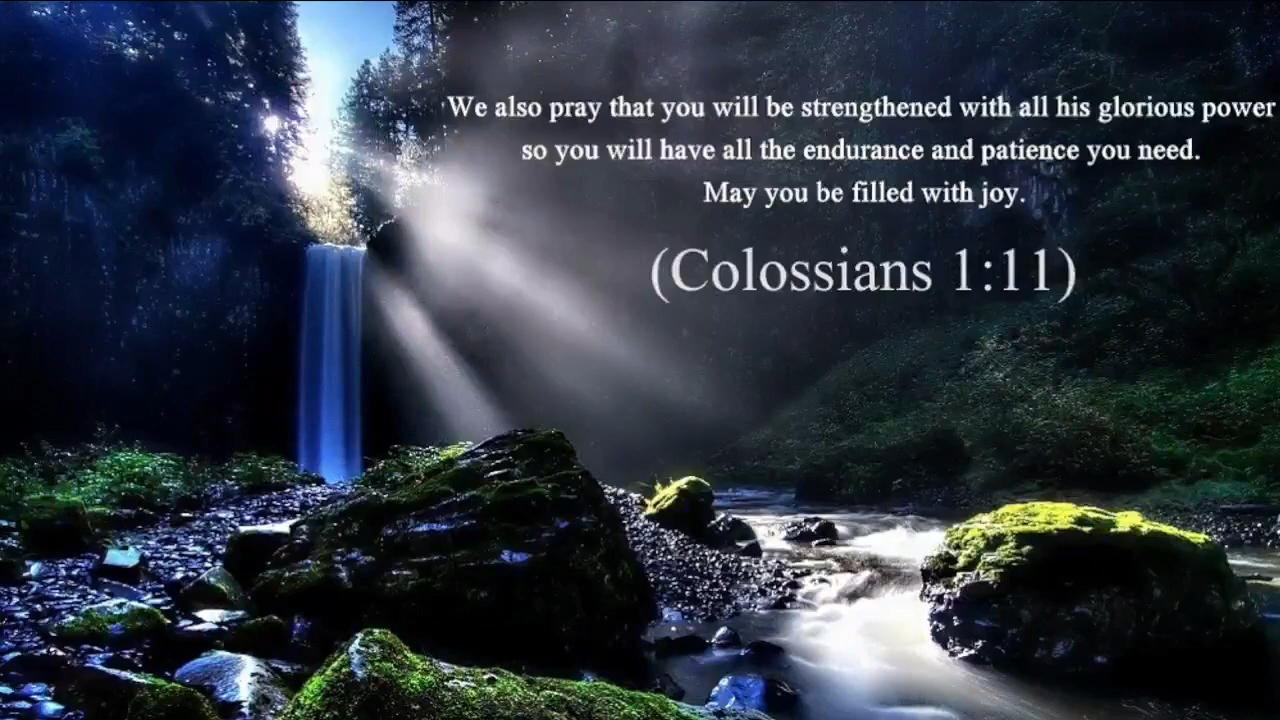 We also pray that you will be strengthened with all his glorious power
so you will have all the endurance and patience you need.
May you be filled with joy.
(Colossians 1:11)